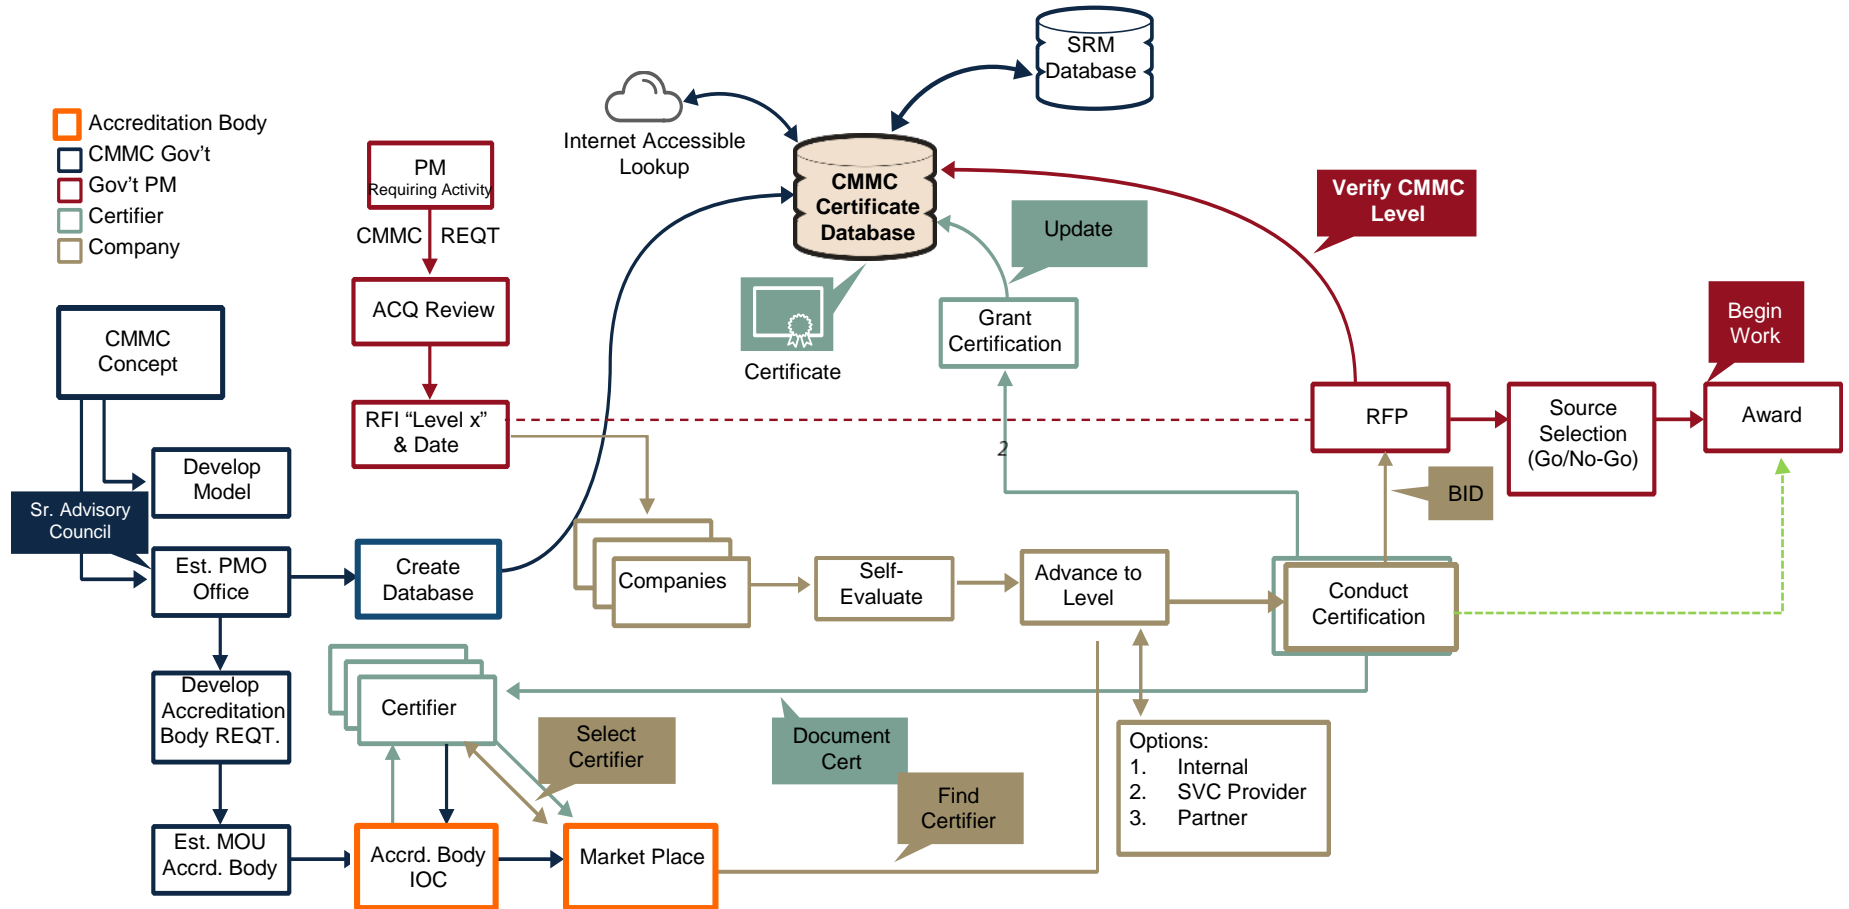 SRM
Database
Internet Accessible
Lookup
Accreditation Body
CMMC Gov't
Gov't PM
Certifier
Company
PM
Requiring Activity
CMMC
REQT
CMMC
Certificate
Database
Verify CMMC
Level
Update
ACQ Review
Certificate
Grant
Certification
Begin
Work
CMMC
Concept
RFI “Level x”
& Date
RFP
Source
Selection
(Go/No-Go)
Award
2
BID
Develop
Model
Sr. Advisory
Council
Est. PMO
Office
Create
Database
Companies
Self-
Evaluate
Advance to
Level
Conduct
Certification
Develop
Accreditation
Body REQT.
Certifier
Select
Certifier
Document
Cert
Find
Certifier
Options:
1. Internal
2. SVC Provider
3. Partner
Est. MOU
Accrd. Body
Accrd. Body
IOC
Market Place